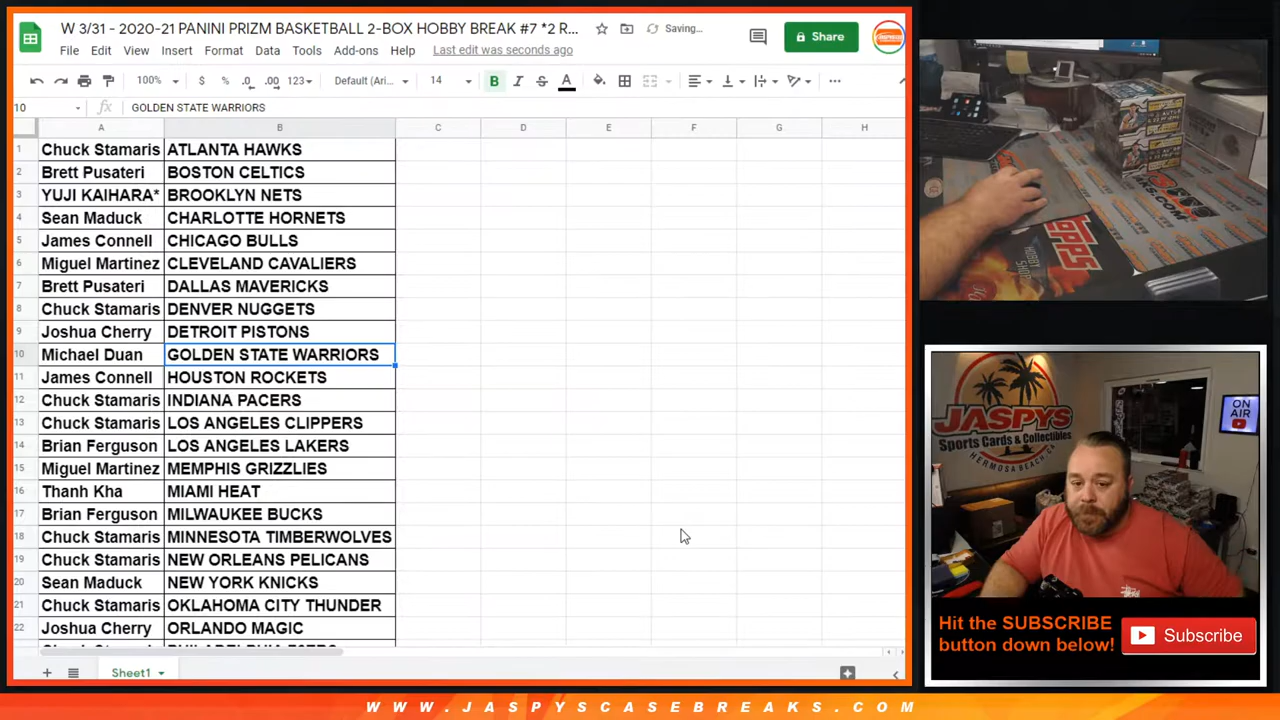 W 3/31 - 2020-21 PANINI PRIZM BASKETBALL 2-BOX HOBBY BREAK #7 *2 R...
Saving...
File Edit View Insert Format Data Tools Add-ons Help Last edit was seconds ago
Share
100% $ % .0 .00 123 Default (Ari... 14 B I S A
10 fx GOLDEN STATE WARRIORS
A B C D E F G H
1 Chuck Stamaris ATLANTA HAWKS
2 Brett Pusateri BOSTON CELTICS
3 YUJI KAIHARA* BROOKLYN NETS
4 Sean Maduck CHARLOTTE HORNETS
5 James Connell CHICAGO BULLS
6 Miguel Martinez CLEVELAND CAVALIERS
7 Brett Pusateri DALLAS MAVERICKS
8 Chuck Stamaris DENVER NUGGETS
9 Joshua Cherry DETROIT PISTONS
10 Michael Duan GOLDEN STATE WARRIORS
11 James Connell HOUSTON ROCKETS
12 Chuck Stamaris INDIANA PACERS
13 Chuck Stamaris LOS ANGELES CLIPPERS
14 Brian Ferguson LOS ANGELES LAKERS
15 Miguel Martinez MEMPHIS GRIZZLIES
16 Thanh Kha MIAMI HEAT
17 Brian Ferguson MILWAUKEE BUCKS
18 Chuck Stamaris MINNESOTA TIMBERWOLVES
19 Chuck Stamaris NEW ORLEANS PELICANS
20 Sean Maduck NEW YORK KNICKS
21 Chuck Stamaris OKLAHOMA CITY THUNDER
22 Joshua Cherry ORLANDO MAGIC
Sheet1
TOPPS
HOBBY
SHOP
JASPYS
Sports Cards & Collectibles
HERMOSA BEACH, CA
ON
AIR
Hit the SUBSCRIBE
button down below!
Subscribe
WWW.JASPYSCASEBREAKS.COM